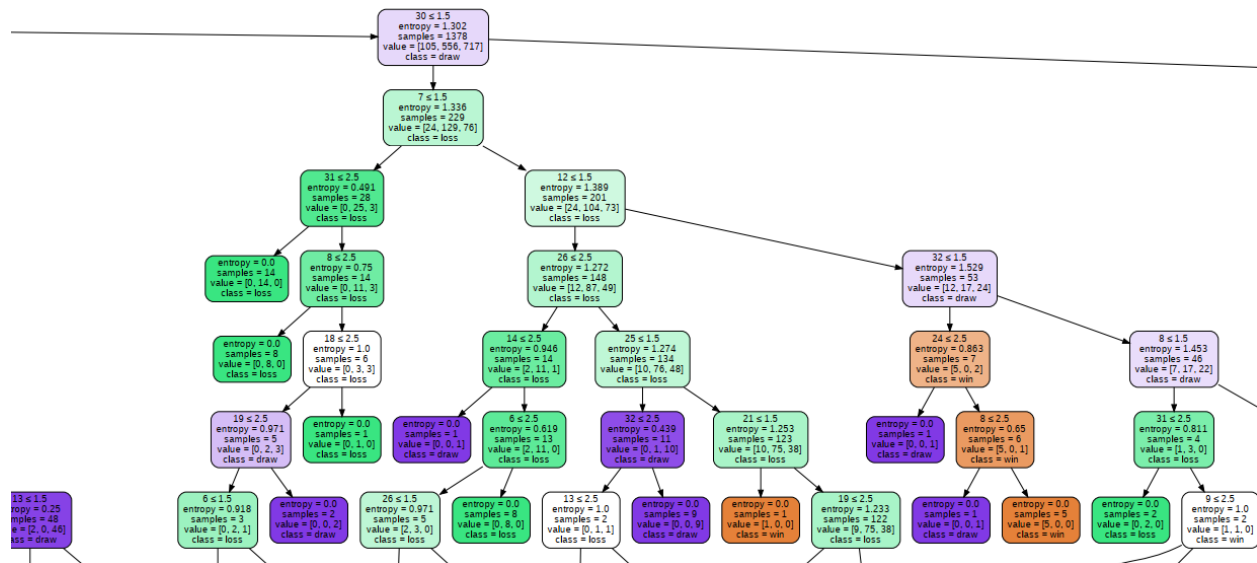 30 ≤ 1.5
entropy = 1.302
samples = 1378
value = [105, 556, 717]
class = draw
7 ≤ 1.5
entropy = 1.336
samples = 229
value = [24, 129, 76]
class = loss
31 ≤ 2.5
entropy = 0.491
samples = 28
value = [0, 25, 3]
class = loss
12 ≤ 1.5
entropy = 1.389
samples = 201
value = [24, 104, 73]
class = loss
entropy = 0.0
samples = 14
value = [0, 14, 0]
class = loss
8 ≤ 2.5
entropy = 0.75
samples = 14
value = [0, 11, 3]
class = loss
26 ≤ 2.5
entropy = 1.272
samples = 148
value = [12, 87, 49]
class = loss
32 ≤ 1.5
entropy = 1.529
samples = 53
value = [12, 17, 24]
class = draw
entropy = 0.0
samples = 8
value = [0, 8, 0]
class = loss
18 ≤ 2.5
entropy = 1.0
samples = 6
value = [0, 3, 3]
class = loss
14 ≤ 2.5
entropy = 0.946
samples = 14
value = [2, 11, 1]
class = loss
25 ≤ 1.5
entropy = 1.274
samples = 134
value = [10, 76, 48]
class = loss
24 ≤ 2.5
entropy = 0.863
samples = 7
value = [5, 0, 2]
class = win
8 ≤ 1.5
entropy = 1.453
samples = 46
value = [7, 17, 22]
class = draw
19 ≤ 2.5
entropy = 0.971
samples = 5
value = [0, 2, 3]
class = draw
entropy = 0.0
samples = 1
value = [0, 1, 0]
class = loss
entropy = 0.0
samples = 1
value = [0, 0, 1]
class = draw
6 ≤ 2.5
entropy = 0.619
samples = 13
value = [2, 11, 0]
class = loss
32 ≤ 2.5
entropy = 0.439
samples = 11
value = [0, 1, 10]
class = draw
21 ≤ 1.5
entropy = 1.253
samples = 123
value = [10, 75, 38]
class = loss
entropy = 0.0
samples = 1
value = [0, 0, 1]
class = draw
8 ≤ 2.5
entropy = 0.65
samples = 6
value = [5, 0, 1]
class = win
31 ≤ 2.5
entropy = 0.811
samples = 4
value = [1, 3, 0]
class = loss
13 ≤ 1.5
entropy = 0.25
samples = 48
value = [2, 0, 46]
class = draw
6 ≤ 1.5
entropy = 0.918
samples = 3
value = [0, 2, 1]
class = loss
entropy = 0.0
samples = 2
value = [0, 0, 2]
class = draw
26 ≤ 1.5
entropy = 0.971
samples = 5
value = [2, 3, 0]
class = loss
entropy = 0.0
samples = 8
value = [0, 8, 0]
class = loss
13 ≤ 2.5
entropy = 1.0
samples = 2
value = [0, 1, 1]
class = loss
entropy = 0.0
samples = 9
value = [0, 0, 9]
class = draw
entropy = 0.0
samples = 1
value = [1, 0, 0]
class = win
19 ≤ 2.5
entropy = 1.233
samples = 122
value = [9, 75, 38]
class = loss
entropy = 0.0
samples = 1
value = [0, 0, 1]
class = draw
entropy = 0.0
samples = 5
value = [5, 0, 0]
class = win
entropy = 0.0
samples = 2
value = [0, 2, 0]
class = loss
9 ≤ 2.5
entropy = 1.0
samples = 2
value = [1, 1, 0]
class = win